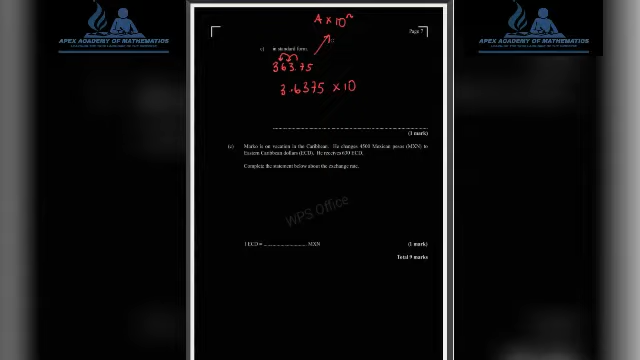 APEX ACADEMY OF MATHEMATICS
APEX ACADEMY OF MATHEMATICS
A × 10ⁿ
Page 7
c) in standard form.
363.75
3.6375 × 10
(1 mark)
(c) Marko is on vacation in the Caribbean. He changes 4500 Mexican pesos (MXN) to
Eastern Caribbean dollars (ECD). He receives 630 ECD.
Complete the statement below about the exchange rate.
WPS Office
1 ECD = .................... MXN
(1 mark)
Total 9 marks